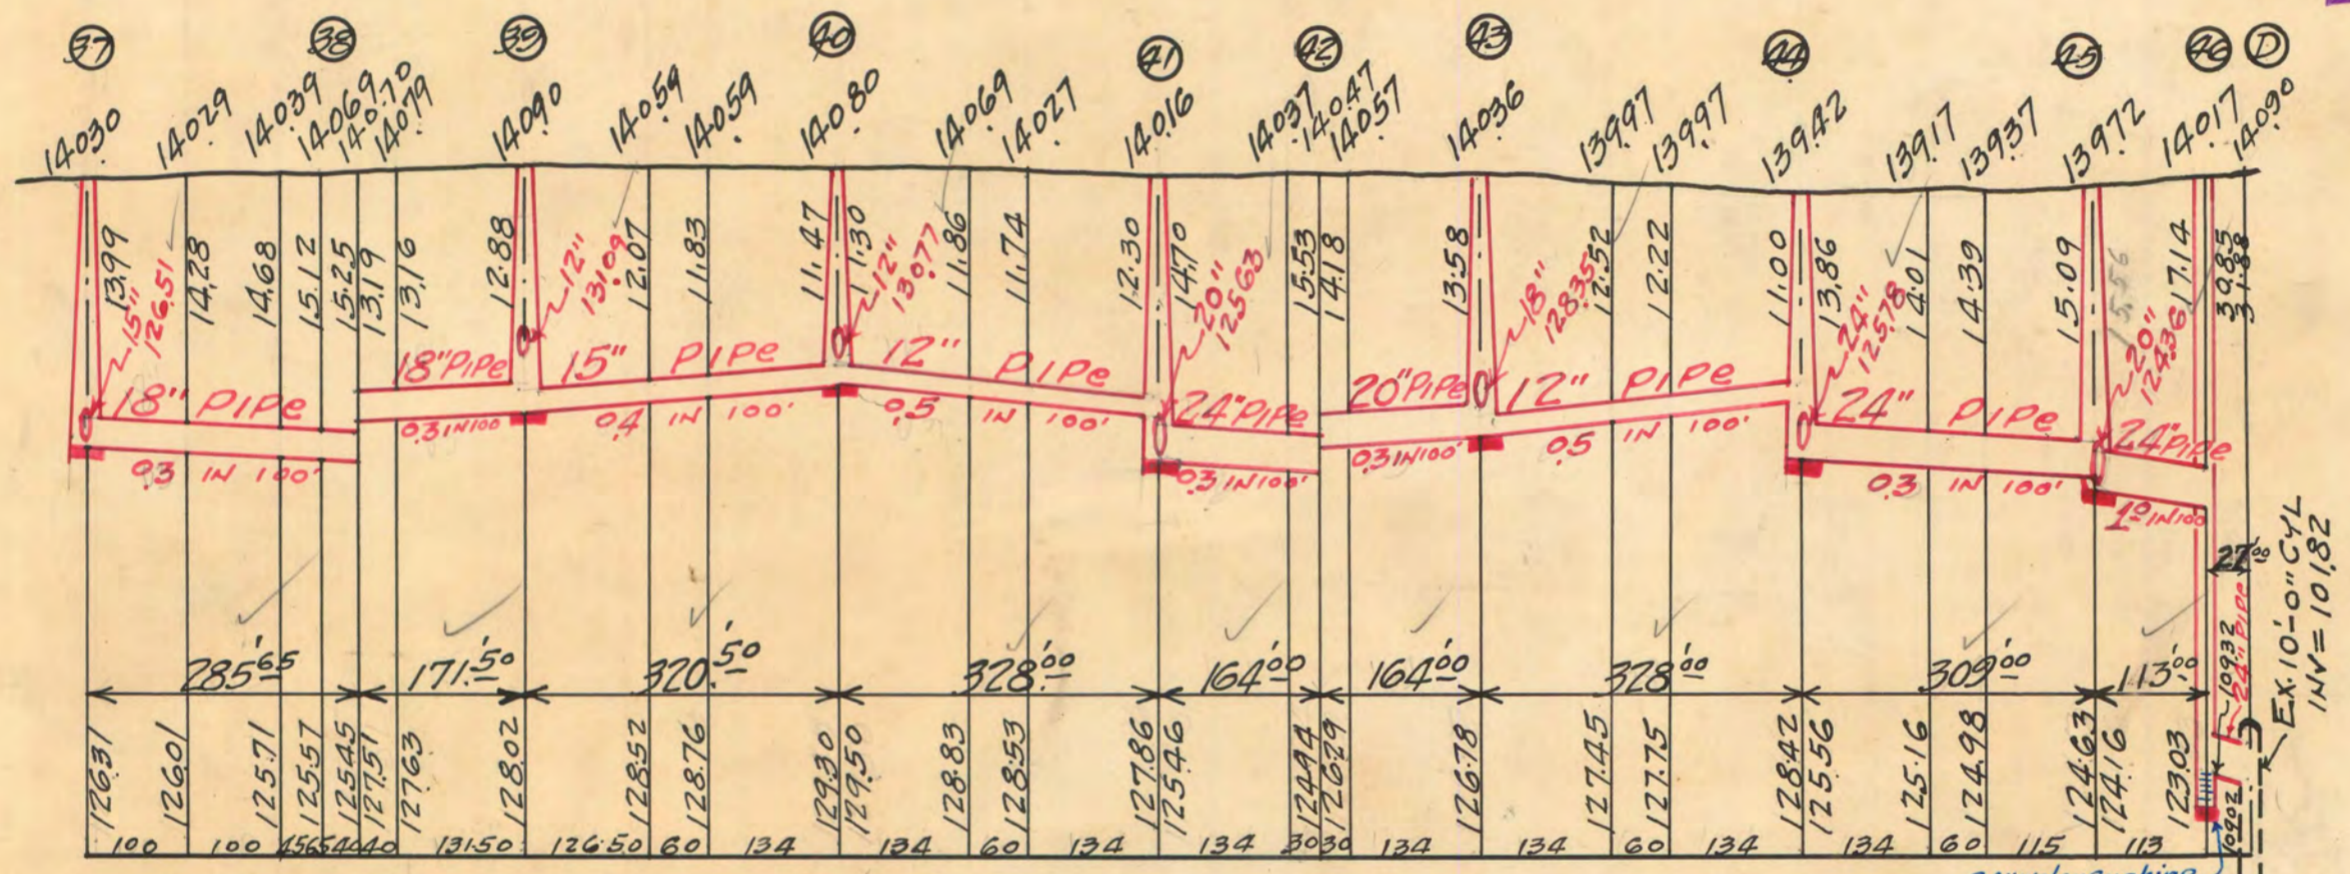 37 38 39 40 41 42 43 44 45 46 D
140.30 140.29 140.39 140.69 140.70 140.79 140.90 140.59 140.59 140.80 140.69 140.27 140.16 140.37 140.47 140.57 140.36 139.97 139.97 139.42 139.17 139.37 139.72 140.17 140.90
13.99 14.28 14.68 15.12 15.25 13.19 13.16 12.88 12.07 11.83 11.47 11.30 11.86 11.74 12.30 14.70 15.53 14.18 13.58 12.52 12.22 11.00 13.86 14.01 14.39 15.09 15.56 17.14 30.85 31.88
15" 126.51
12" 131.09
12" 130.77
20" 125.63
18" 128.35
24" 125.78
20" 124.36
18" PIPE 18" PIPE 15" PIPE 12" PIPE 24" PIPE 20" PIPE 12" PIPE 24" PIPE 24" PIPE
0.3 IN 100' 0.3 IN 100 0.4 IN 100' 0.5 IN 100' 0.3 IN 100' 0.3 IN 100' 0.5 IN 100' 0.3 IN 100' 1.0 IN 100
27.00
24" PIPE
109.32
EX. 10'-0" CYL
INV = 101.82
285.65' 171.50' 320.50' 328.00' 164.00' 164.00' 328.00' 309.00' 113.00'
126.31 126.01 125.71 125.57 125.45 127.51 127.63 128.02 128.52 128.76 129.30 129.50 128.83 128.53 127.86 125.46 124.94 126.29 126.78 127.45 127.75 128.42 125.56 125.16 124.98 124.63 124.16 123.03 109.02
100 100 45.65 40 40 131.50 126.50 60 134 134 60 134 134 30 30 134 134 60 134 134 60 115 113